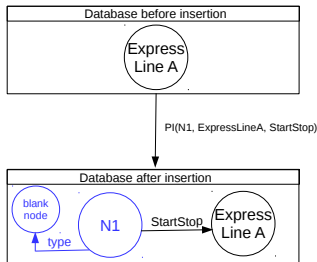 Database before insertion
Express
Line A
PI(N1, ExpressLineA, StartStop)
Database after insertion
blank
node
N1
StartStop
Express
Line A
type